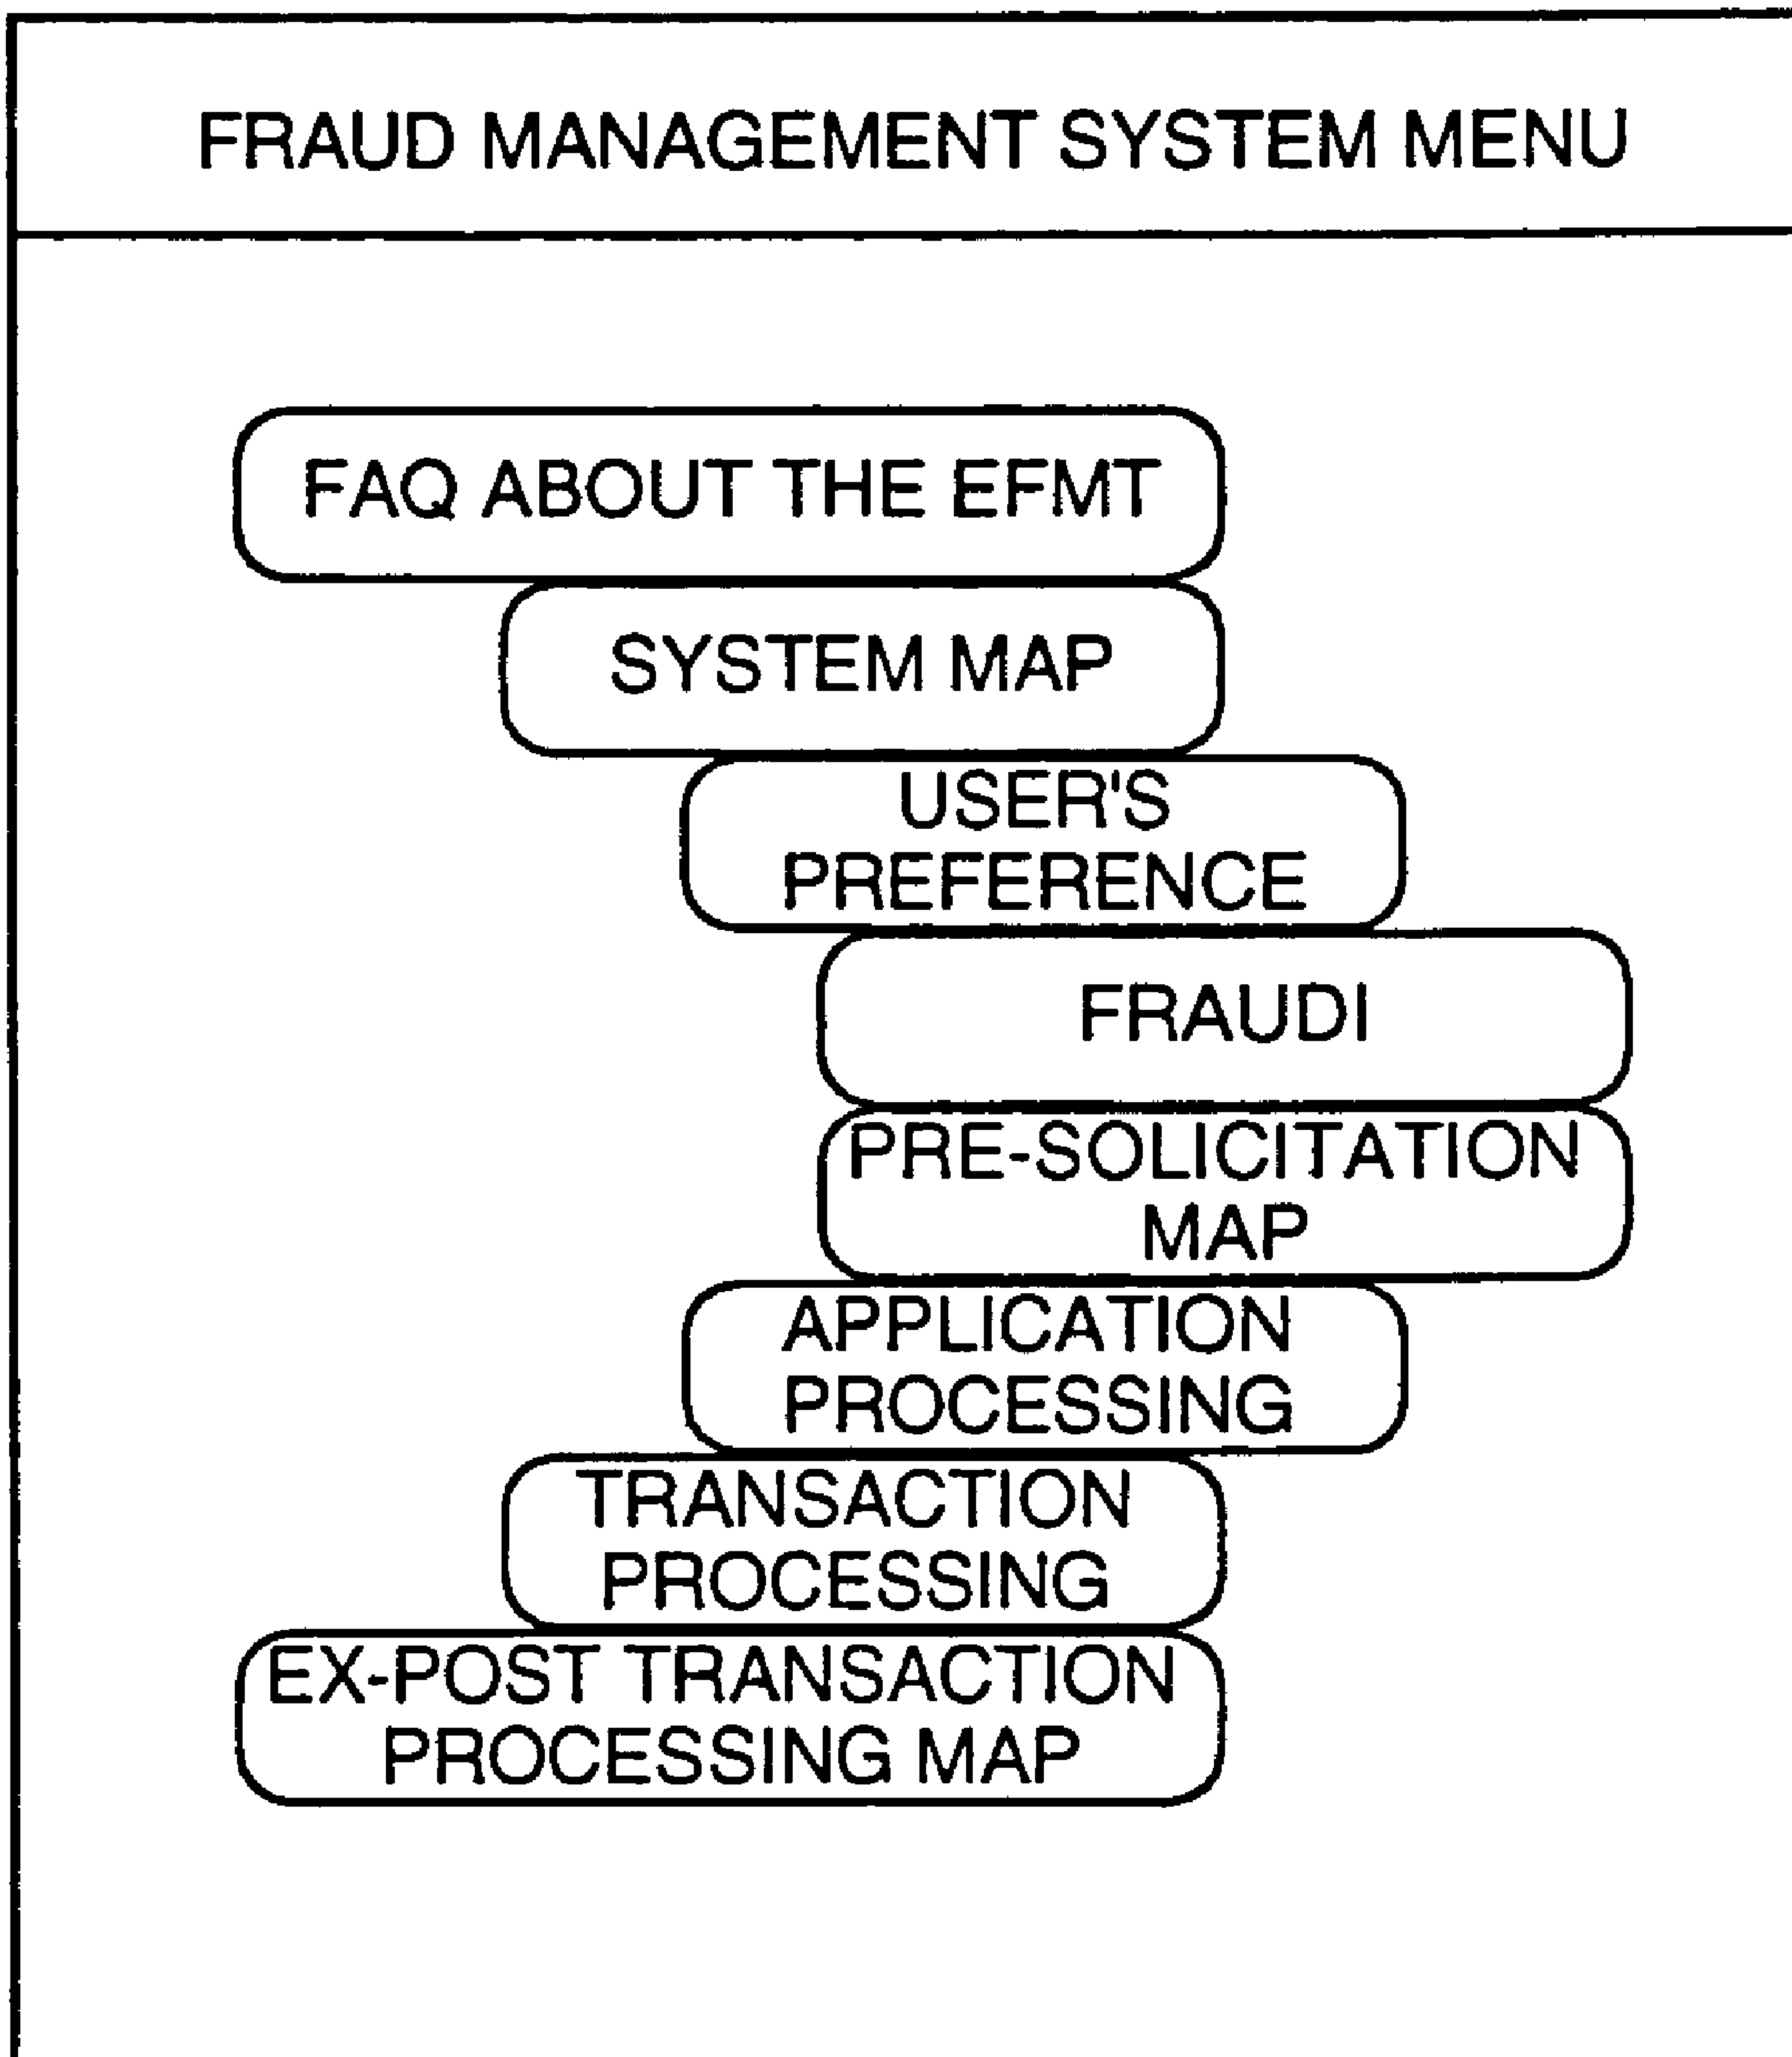 FRAUD MANAGEMENT SYSTEM MENU
FAQ ABOUT THE EFMT
SYSTEM MAP
USER'S
PREFERENCE
FRAUDI
PRE-SOLICITATION
MAP
APPLICATION
PROCESSING
TRANSACTION
PROCESSING
EX-POST TRANSACTION
PROCESSING MAP